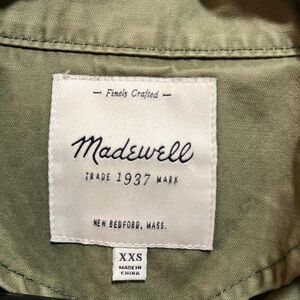 — Finely Crafted —
Madewell
TRADE 1937 MARK
NEW BEDFORD, MASS.
XXS
MADE IN
CHINA